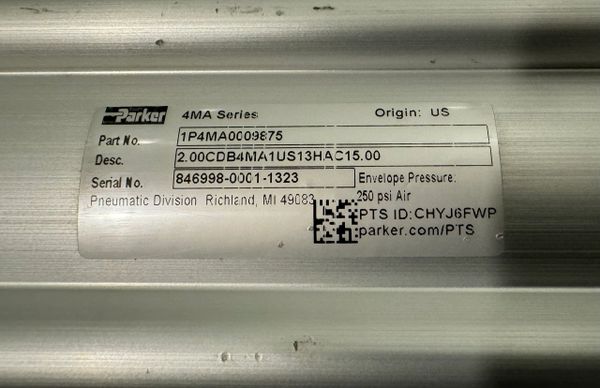 Parker 4MA Series Origin: US
Part No. 1P4MA0009875
Desc. 2.00CDB4MA1US13HAC15.00
Serial No. 846998-0001-1323 Envelope Pressure:
Pneumatic Division Richland, MI 49083 250 psi Air
PTS ID: CHYJ6FWP
parker.com/PTS